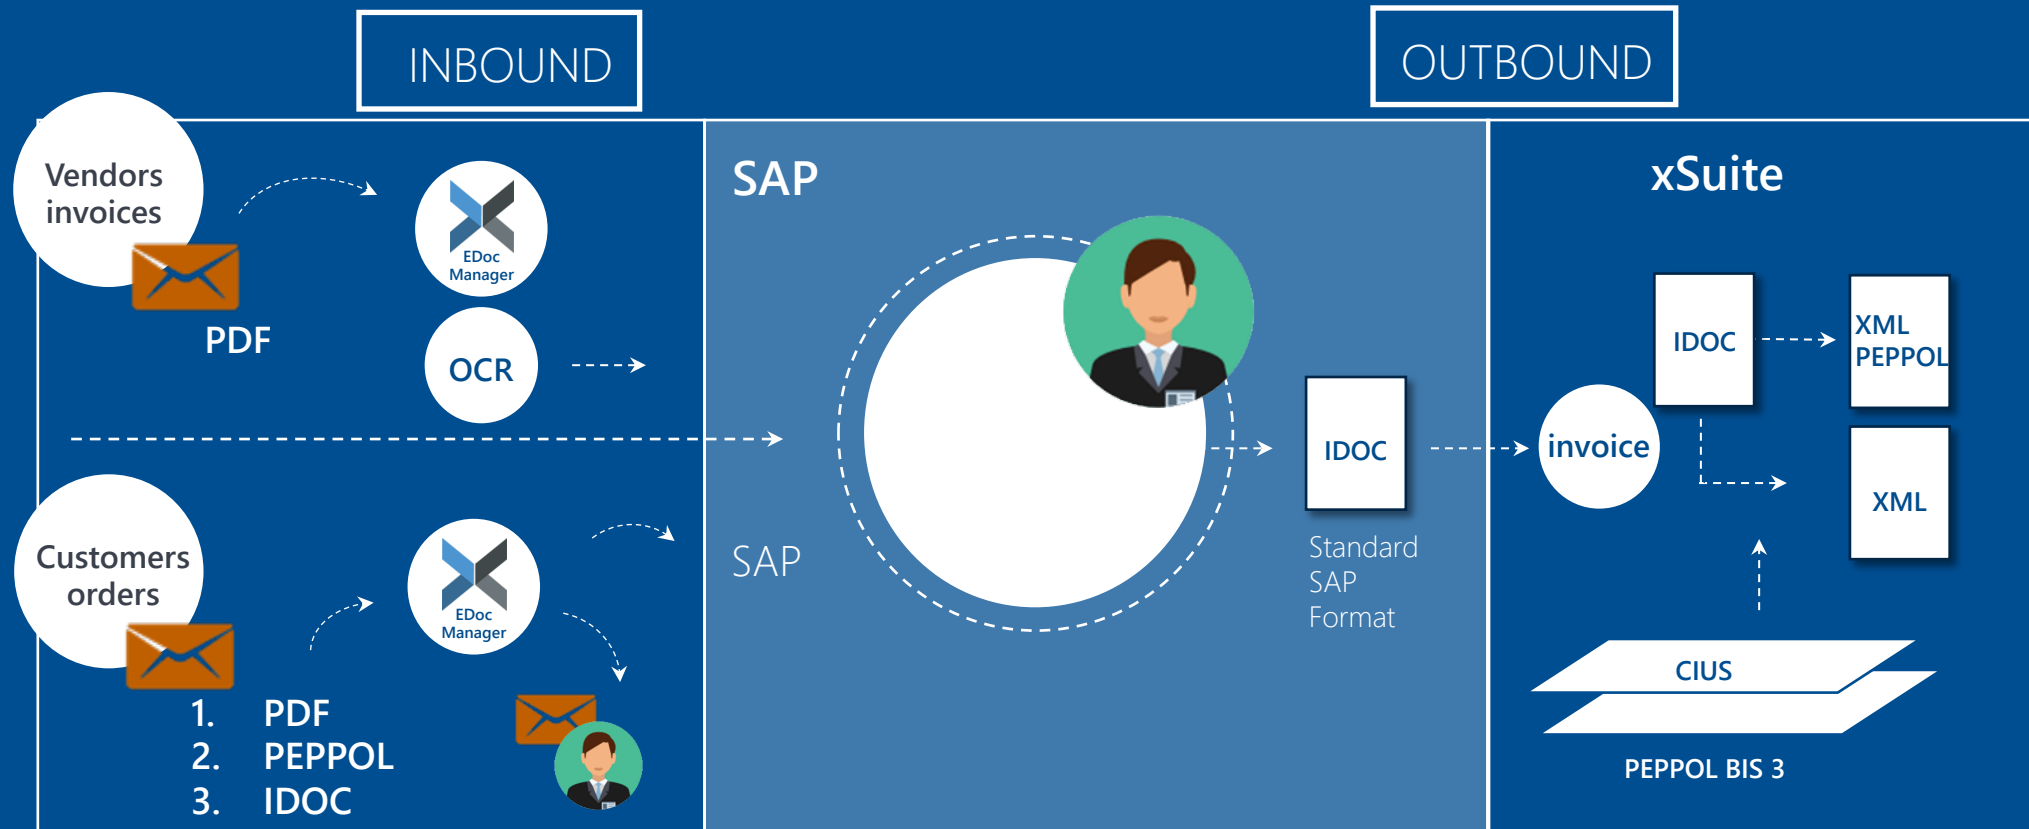 INBOUND
OUTBOUND
Vendors
invoices
PDF
EDoc
Manager
OCR
Customers
orders
1. PDF
2. PEPPOL
3. IDOC
EDoc
Manager
SAP
SAP
IDOC
Standard
SAP
Format
xSuite
invoice
IDOC
XML
PEPPOL
XML
CIUS
PEPPOL BIS 3